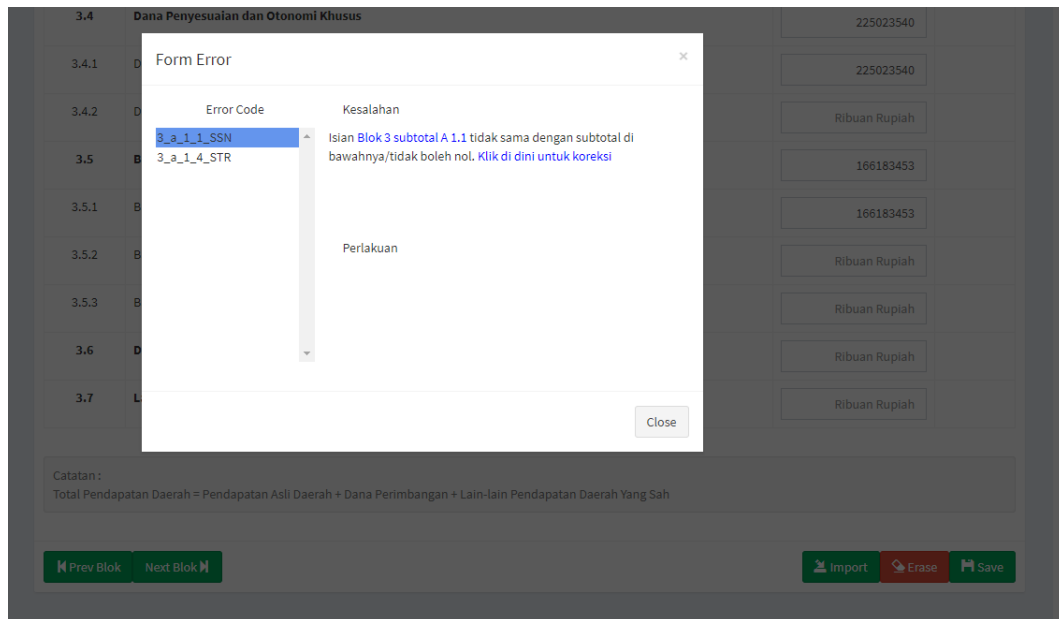 3.4 Dana Penyesuaian dan Otonomi Khusus 225023540
Form Error ×
3.4.1 D 225023540
Error Code Kesalahan
3.4.2 D Ribuan Rupiah
3_a_1_1_SSN Isian Blok 3 subtotal A 1.1 tidak sama dengan subtotal di
3_a_1_4_STR bawahnya/tidak boleh nol. Klik di dini untuk koreksi
3.5 B 166183453
3.5.1 B 166183453
Perlakuan
3.5.2 B Ribuan Rupiah
3.5.3 B Ribuan Rupiah
3.6 D Ribuan Rupiah
3.7 L Ribuan Rupiah
Close
Catatan :
Total Pendapatan Daerah = Pendapatan Asli Daerah + Dana Perimbangan + Lain-lain Pendapatan Daerah Yang Sah
Prev Blok Next Blok Import Erase Save